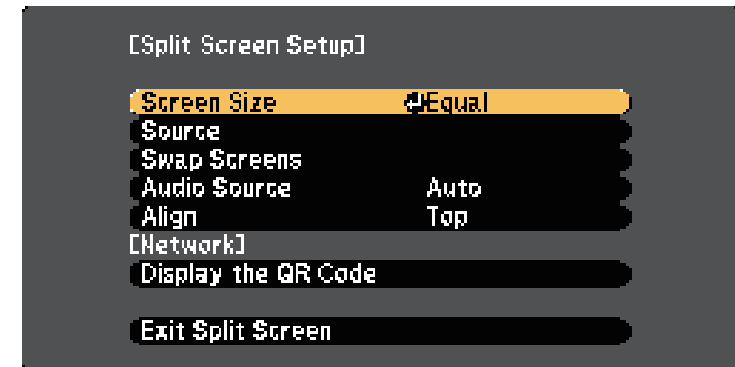 [Split Screen Setup]
Screen Size Equal
Source
Swap Screens
Audio Source Auto
Align Top
[Network]
Display the QR Code
Exit Split Screen